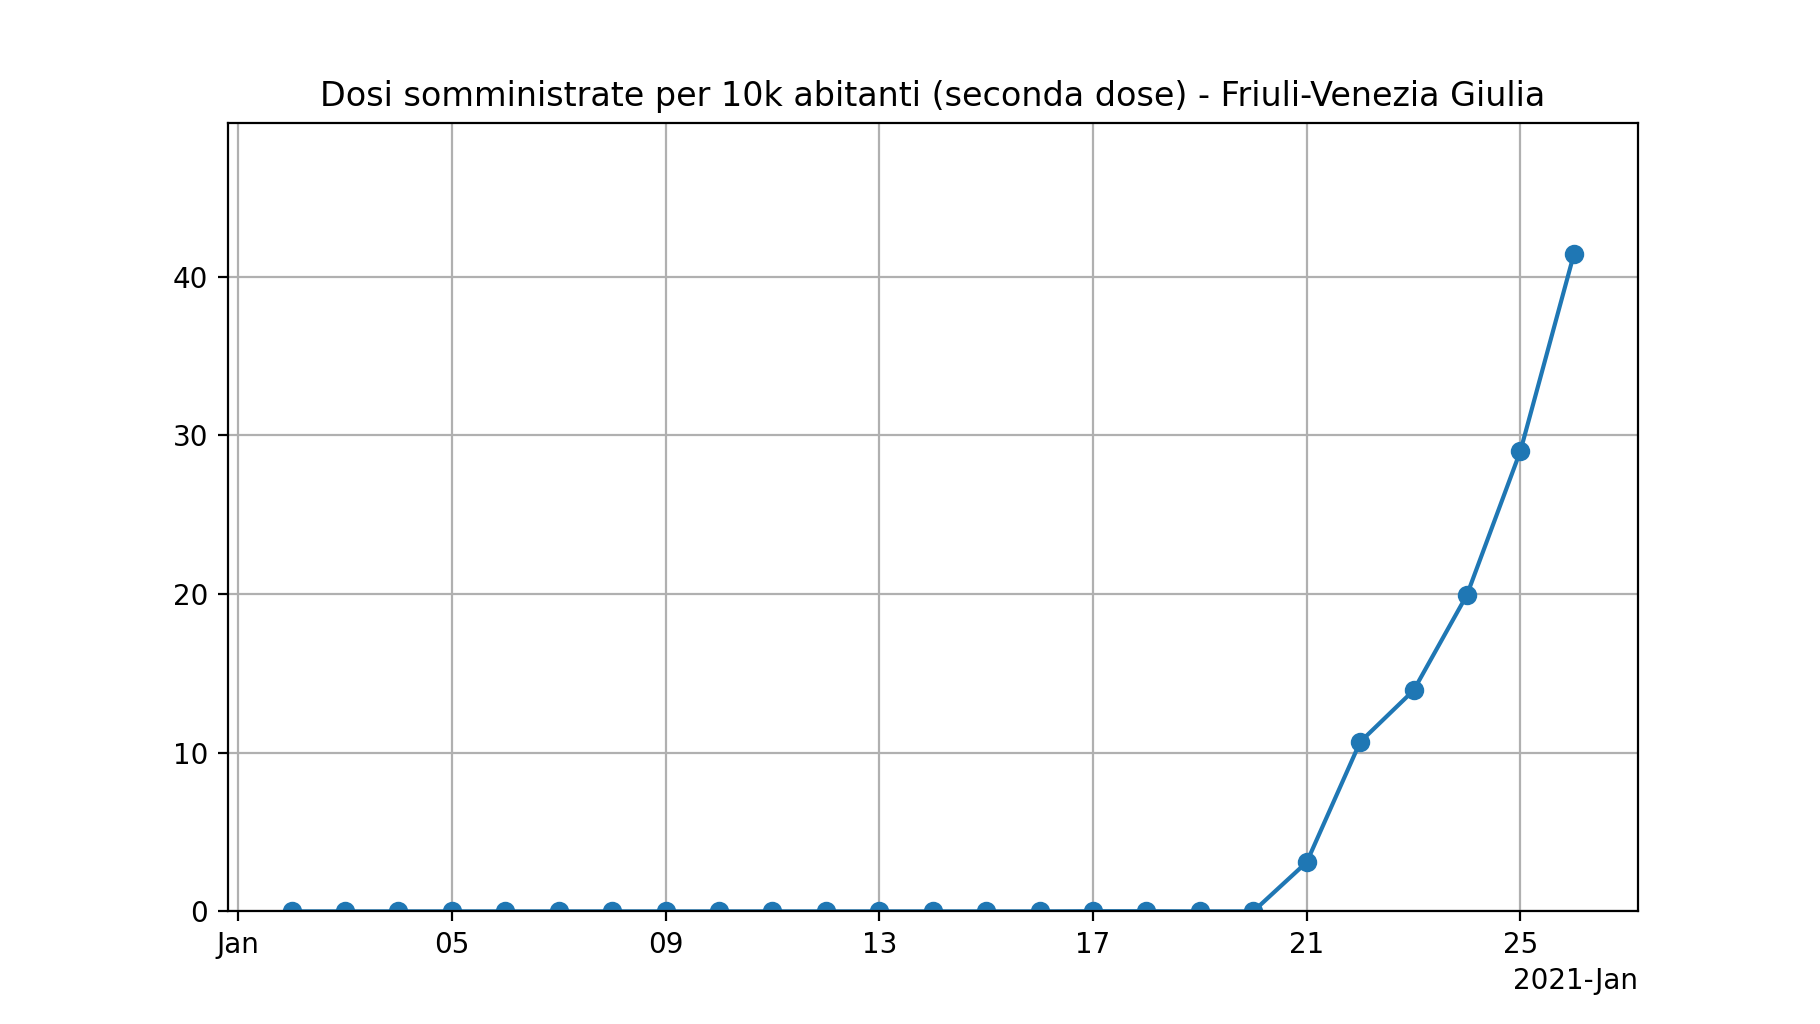 Dosi somministrate per 10k abitanti (seconda dose) - Friuli-Venezia Giulia
40
30
20
10
0
Jan 05 09 13 17 21 25
2021-Jan